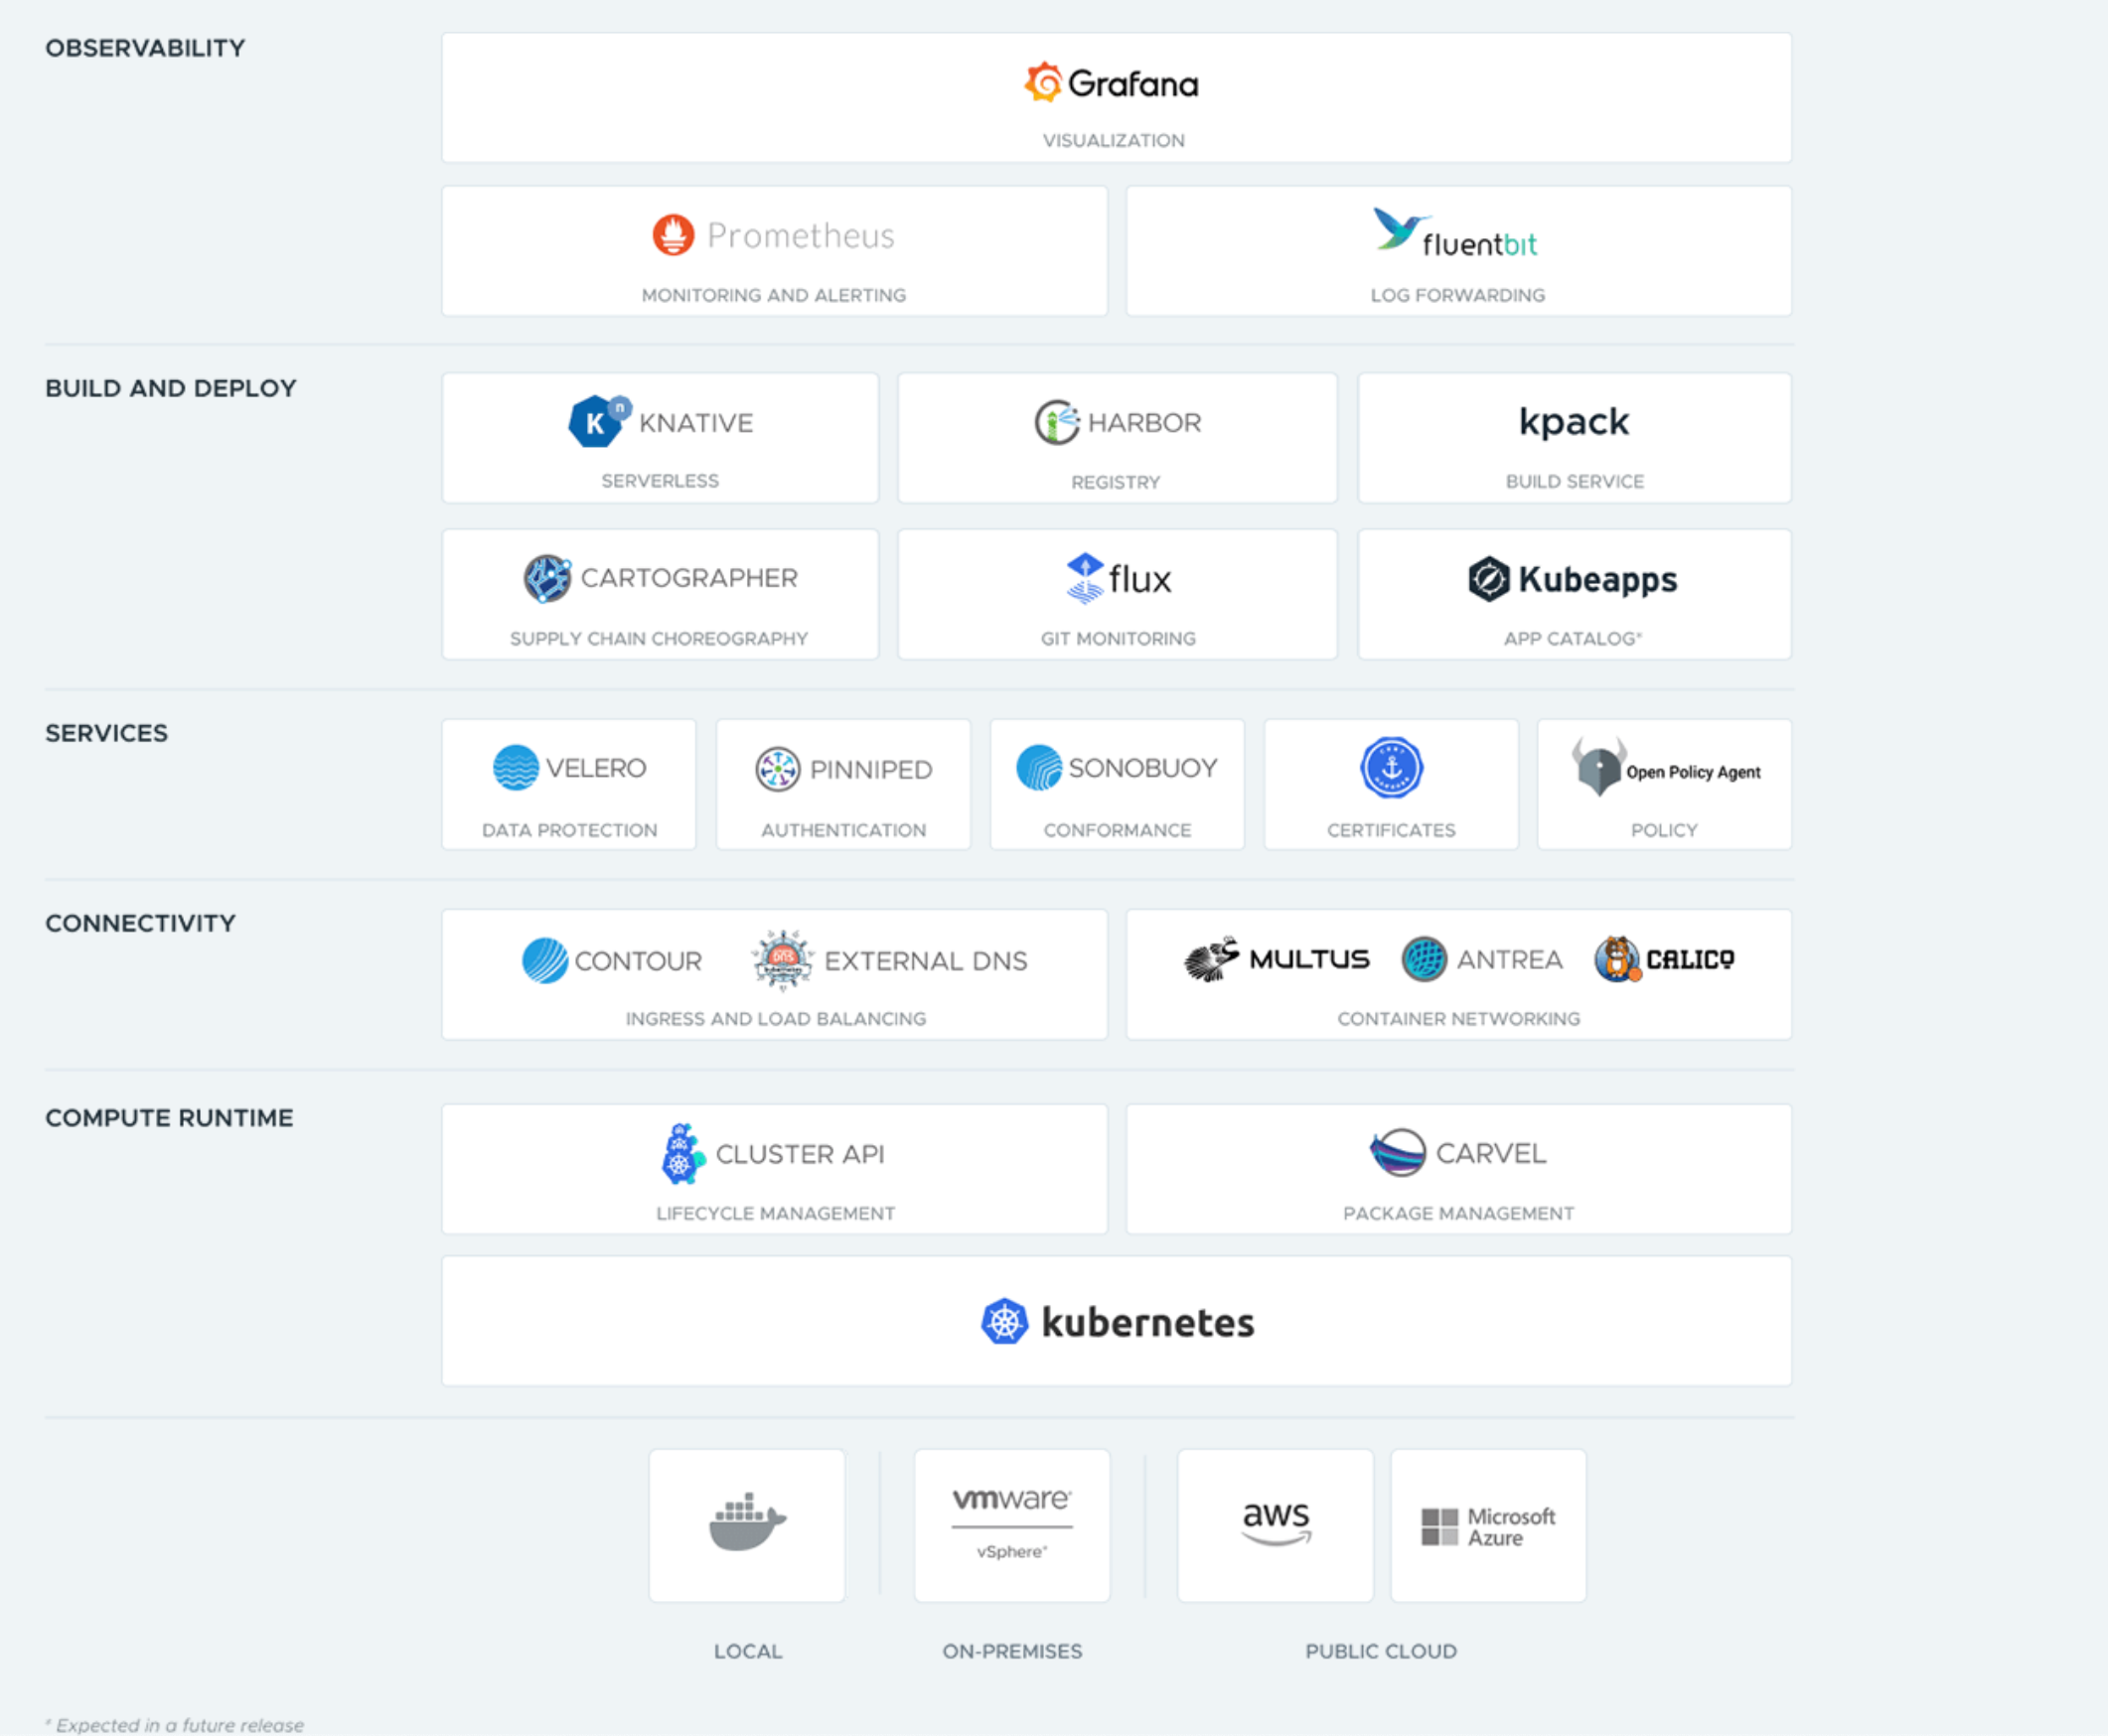 OBSERVABILITY
Grafana
VISUALIZATION
Prometheus
MONITORING AND ALERTING
fluentbit
LOG FORWARDING
BUILD AND DEPLOY
K n KNATIVE
SERVERLESS
HARBOR
REGISTRY
kpack
BUILD SERVICE
CARTOGRAPHER
SUPPLY CHAIN CHOREOGRAPHY
flux
GIT MONITORING
Kubeapps
APP CATALOG*
SERVICES
VELERO
DATA PROTECTION
PINNIPED
AUTHENTICATION
SONOBUOY
CONFORMANCE
CERTIFICATES
Open Policy Agent
POLICY
CONNECTIVITY
CONTOUR
DNS
EXTERNAL DNS
INGRESS AND LOAD BALANCING
MULTUS
ANTREA
CALICO
CONTAINER NETWORKING
COMPUTE RUNTIME
CLUSTER API
LIFECYCLE MANAGEMENT
CARVEL
PACKAGE MANAGEMENT
kubernetes
vmware®
vSphere®
aws
Microsoft
Azure
LOCAL
ON-PREMISES
PUBLIC CLOUD
* Expected in a future release